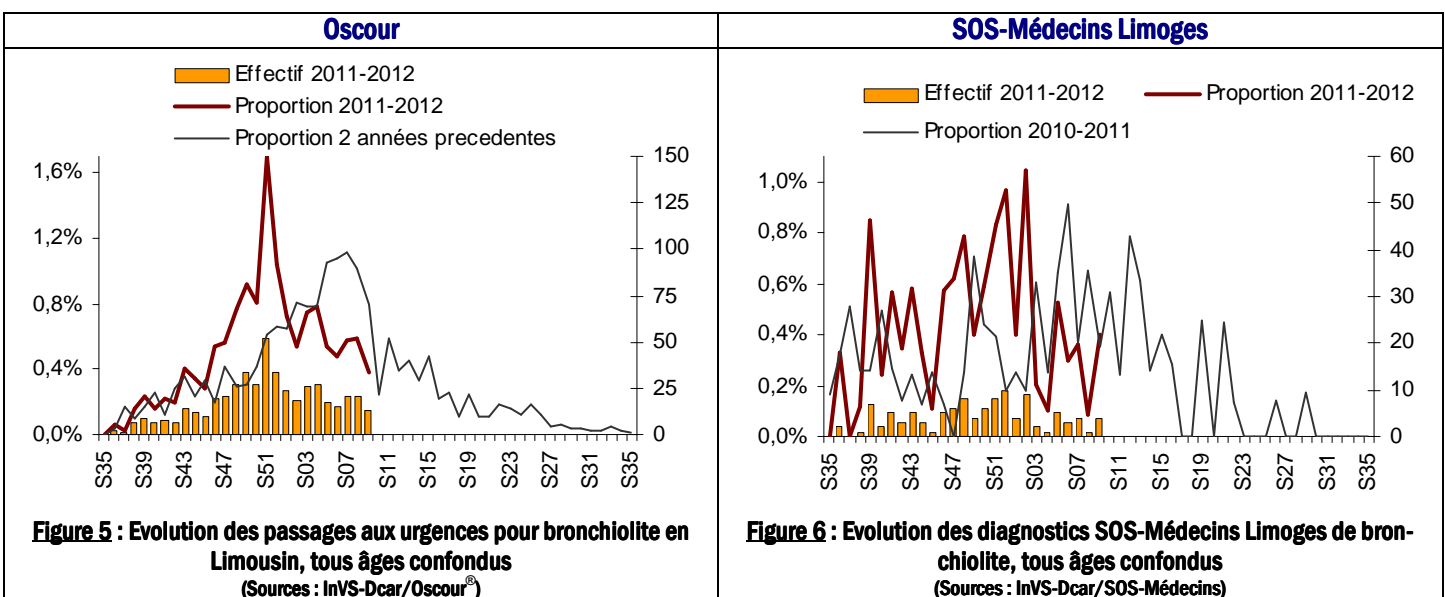 Oscour
Effectif 2011-2012
Proportion 2011-2012
Proportion 2 années precedentes
1,6%
1,2%
0,8%
0,4%
0,0%
150
125
100
75
50
25
0
S35
S39
S43
S47
S51
S03
S07
S11
S15
S19
S23
S27
S31
S35
Figure 5 : Evolution des passages aux urgences pour bronchiolite en
Limousin, tous âges confondus
(Sources : InVS-Dcar/Oscour®)
SOS-Médecins Limoges
Effectif 2011-2012 Proportion 2011-2012
Proportion 2010-2011
1,0%
0,8%
0,6%
0,4%
0,2%
0,0%
60
50
40
30
20
10
0
S35
S39
S43
S47
S51
S03
S07
S11
S15
S19
S23
S27
S31
S35
Figure 6 : Evolution des diagnostics SOS-Médecins Limoges de bron-
chiolite, tous âges confondus
(Sources : InVS-Dcar/SOS-Médecins)